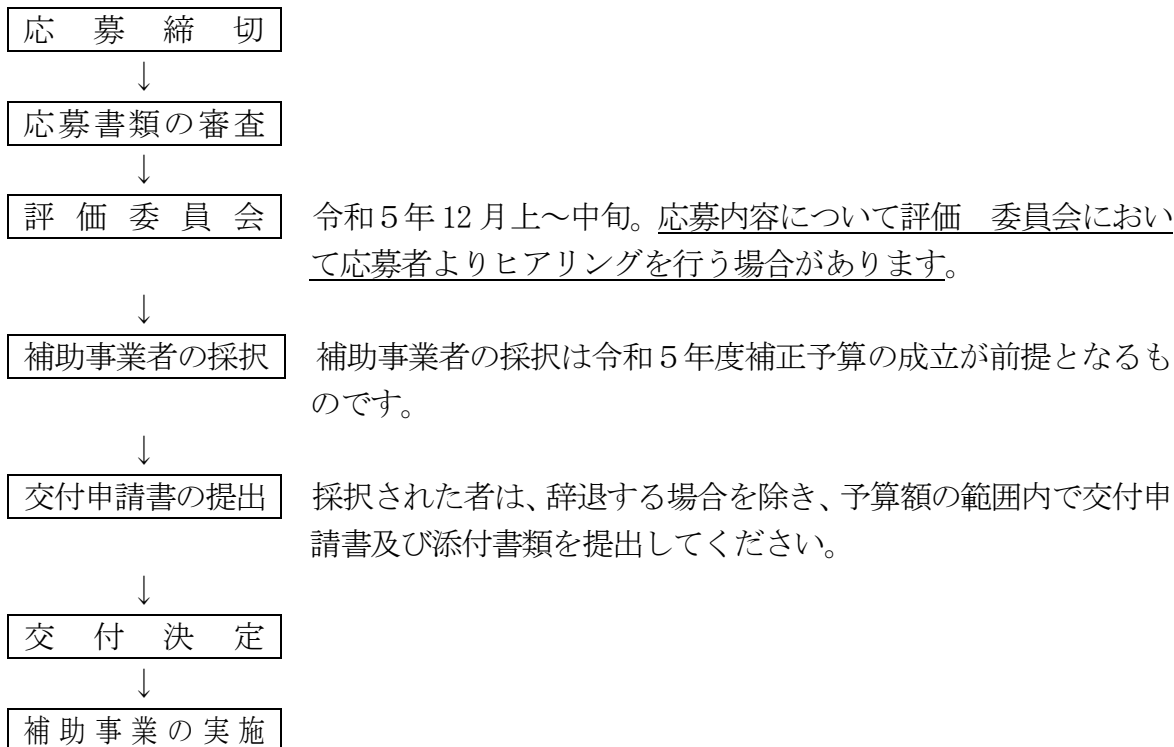 応募締切
↓
応募書類の審査
↓
評価委員会 令和５年 12 月上～中旬。応募内容について評価　委員会におい
て応募者よりヒアリングを行う場合があります。
↓
補助事業者の採択 補助事業者の採択は令和５年度補正予算の成立が前提となるも
のです。
↓
交付申請書の提出 採択された者は、辞退する場合を除き、予算額の範囲内で交付申
請書及び添付書類を提出してください。
↓
交付決定
↓
補助事業の実施